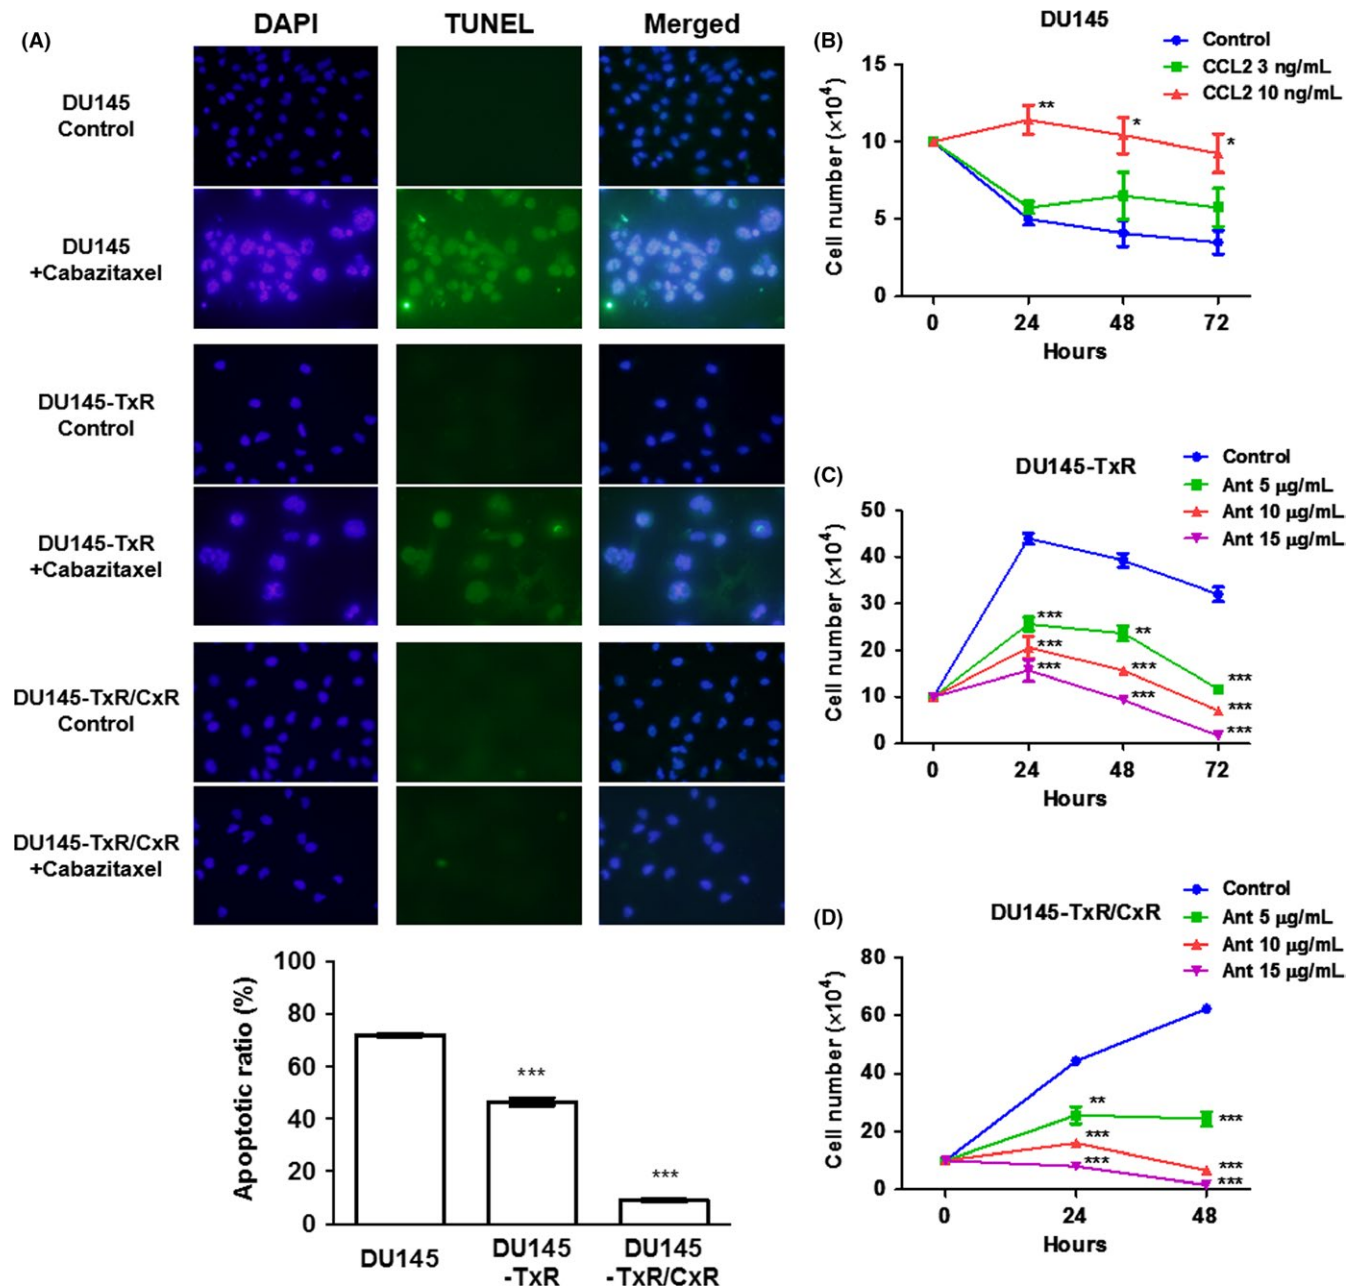 (A)
DAPI TUNEL Merged
DU145
Control
DU145
+Cabazitaxel
DU145-TxR
Control
DU145-TxR
+Cabazitaxel
DU145-TxR/CxR
Control
DU145-TxR/CxR
+Cabazitaxel
Apoptotic ratio (%)
100
80
60
40
20
0
***
***
DU145
DU145
-TxR
DU145
-TxR/CxR
(B)
DU145
Control
CCL2 3 ng/mL
CCL2 10 ng/mL
Cell number (×10⁴)
15
10
5
0
**
*
*
0 24 48 72
Hours
(C)
DU145-TxR
Control
Ant 5 µg/mL
Ant 10 µg/mL
Ant 15 µg/mL
Cell number (×10⁴)
50
40
30
20
10
0
*** ** ***
*** *** ***
*** *** ***
0 24 48 72
Hours
(D)
DU145-TxR/CxR
Control
Ant 5 µg/mL
Ant 10 µg/mL
Ant 15 µg/mL
Cell number (×10⁴)
80
60
40
20
0
** ***
*** ***
*** ***
0 24 48
Hours